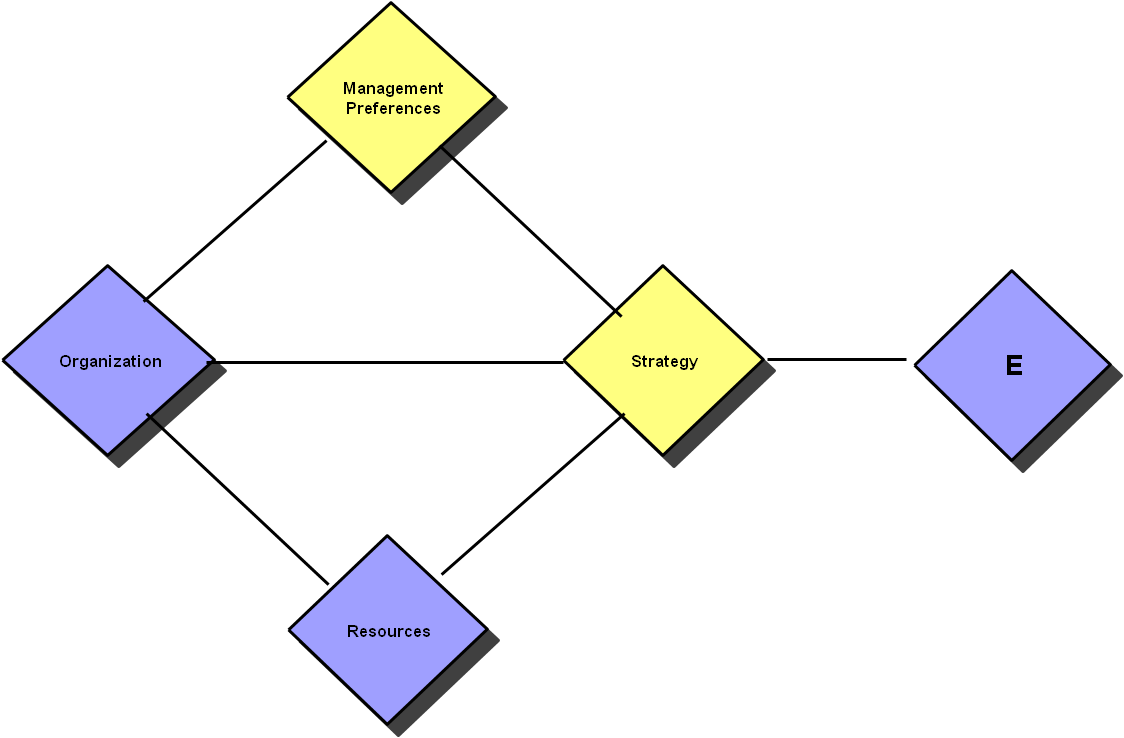 Management
Preferences
Organization
Strategy
E
Resources